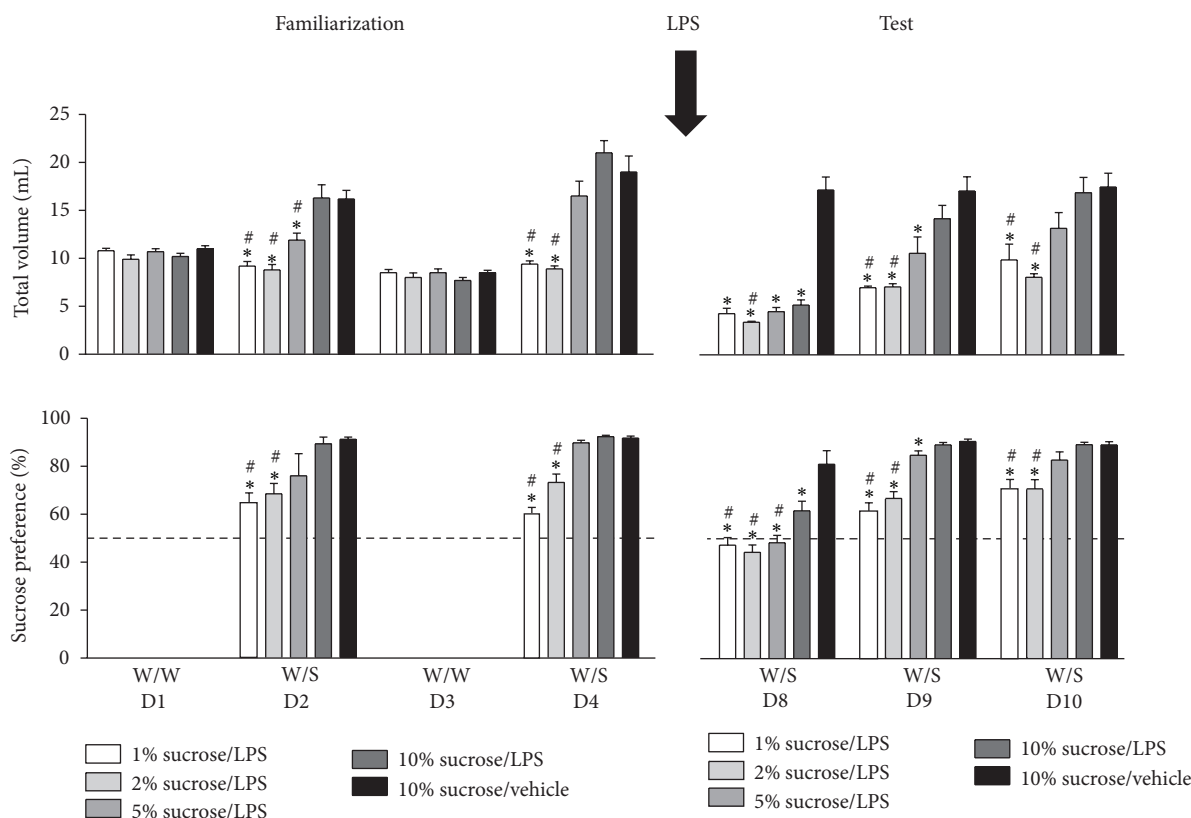 Familiarization LPS Test
Total volume (mL)
25
20
15
10
5
0
# # # # #
* * * * *
# # #
* * * * * * * *
# #
* *
Sucrose preference (%)
100
80
60
40
20
0
# # # #
* * * *
# # # # # # #
* * * * * * * * *
W/W W/S W/W W/S W/S W/S W/S
D1 D2 D3 D4 D8 D9 D10
1% sucrose/LPS
2% sucrose/LPS
5% sucrose/LPS
10% sucrose/LPS
10% sucrose/vehicle
1% sucrose/LPS
2% sucrose/LPS
5% sucrose/LPS
10% sucrose/LPS
10% sucrose/vehicle